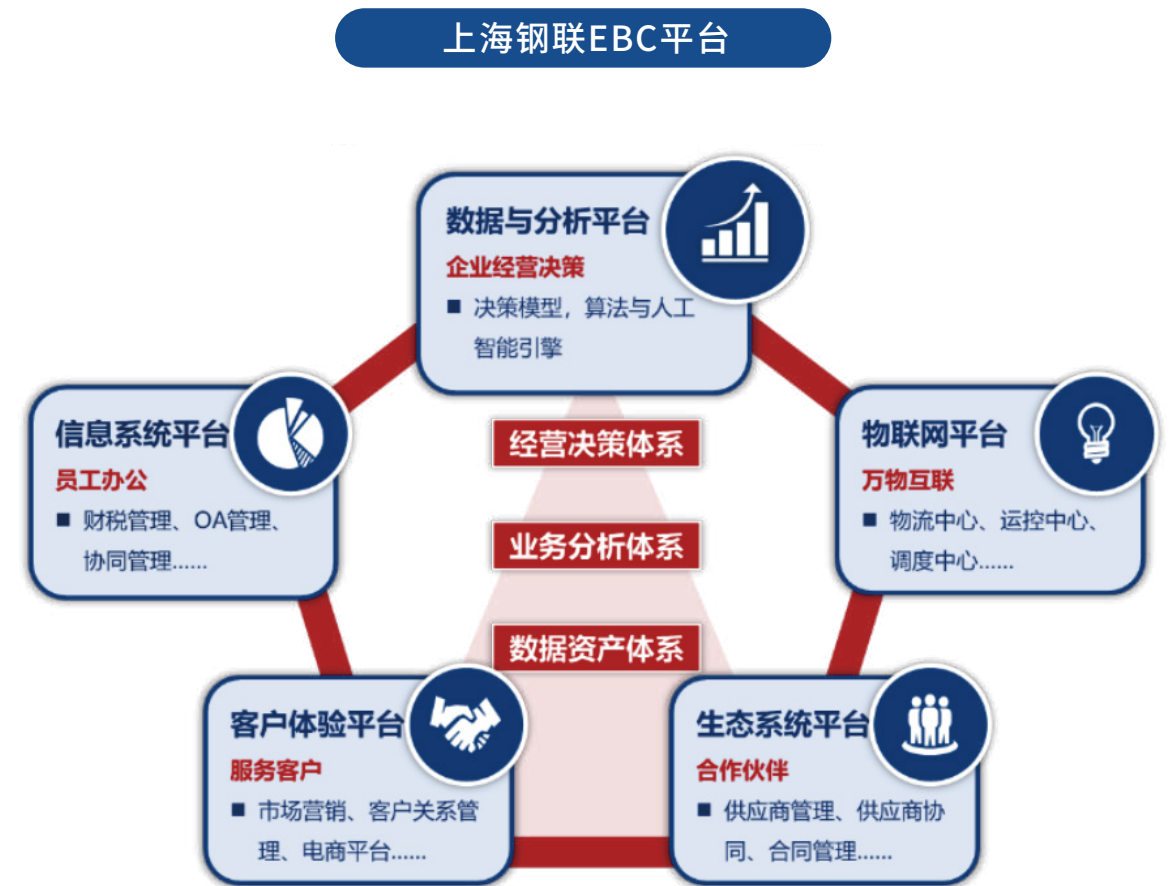 上海钢联EBC平台
数据与分析平台
企业经营决策
■ 决策模型，算法与人工
智能引擎
信息系统平台
员工办公
■ 财税管理、OA管理、
协同管理......
物联网平台
万物互联
■ 物流中心、运控中心、
调度中心......
经营决策体系
业务分析体系
数据资产体系
客户体验平台
服务客户
■ 市场营销、客户关系管
理、电商平台......
生态系统平台
合作伙伴
■ 供应商管理、供应商协
同、合同管理......